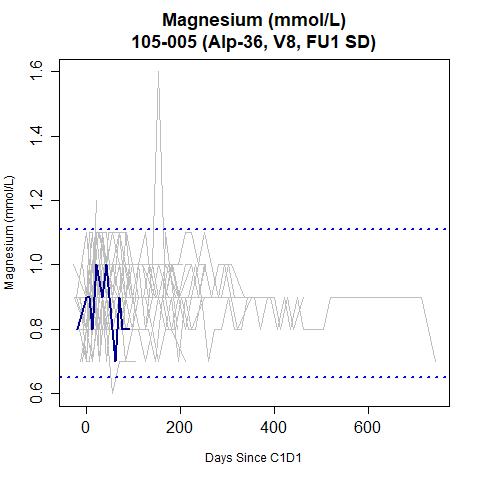 Magnesium (mmol/L)
105-005 (Alp-36, V8, FU1 SD)
Magnesium (mmol/L)
1.6
1.4
1.2
1.0
0.8
0.6
0 200 400 600
Days Since C1D1